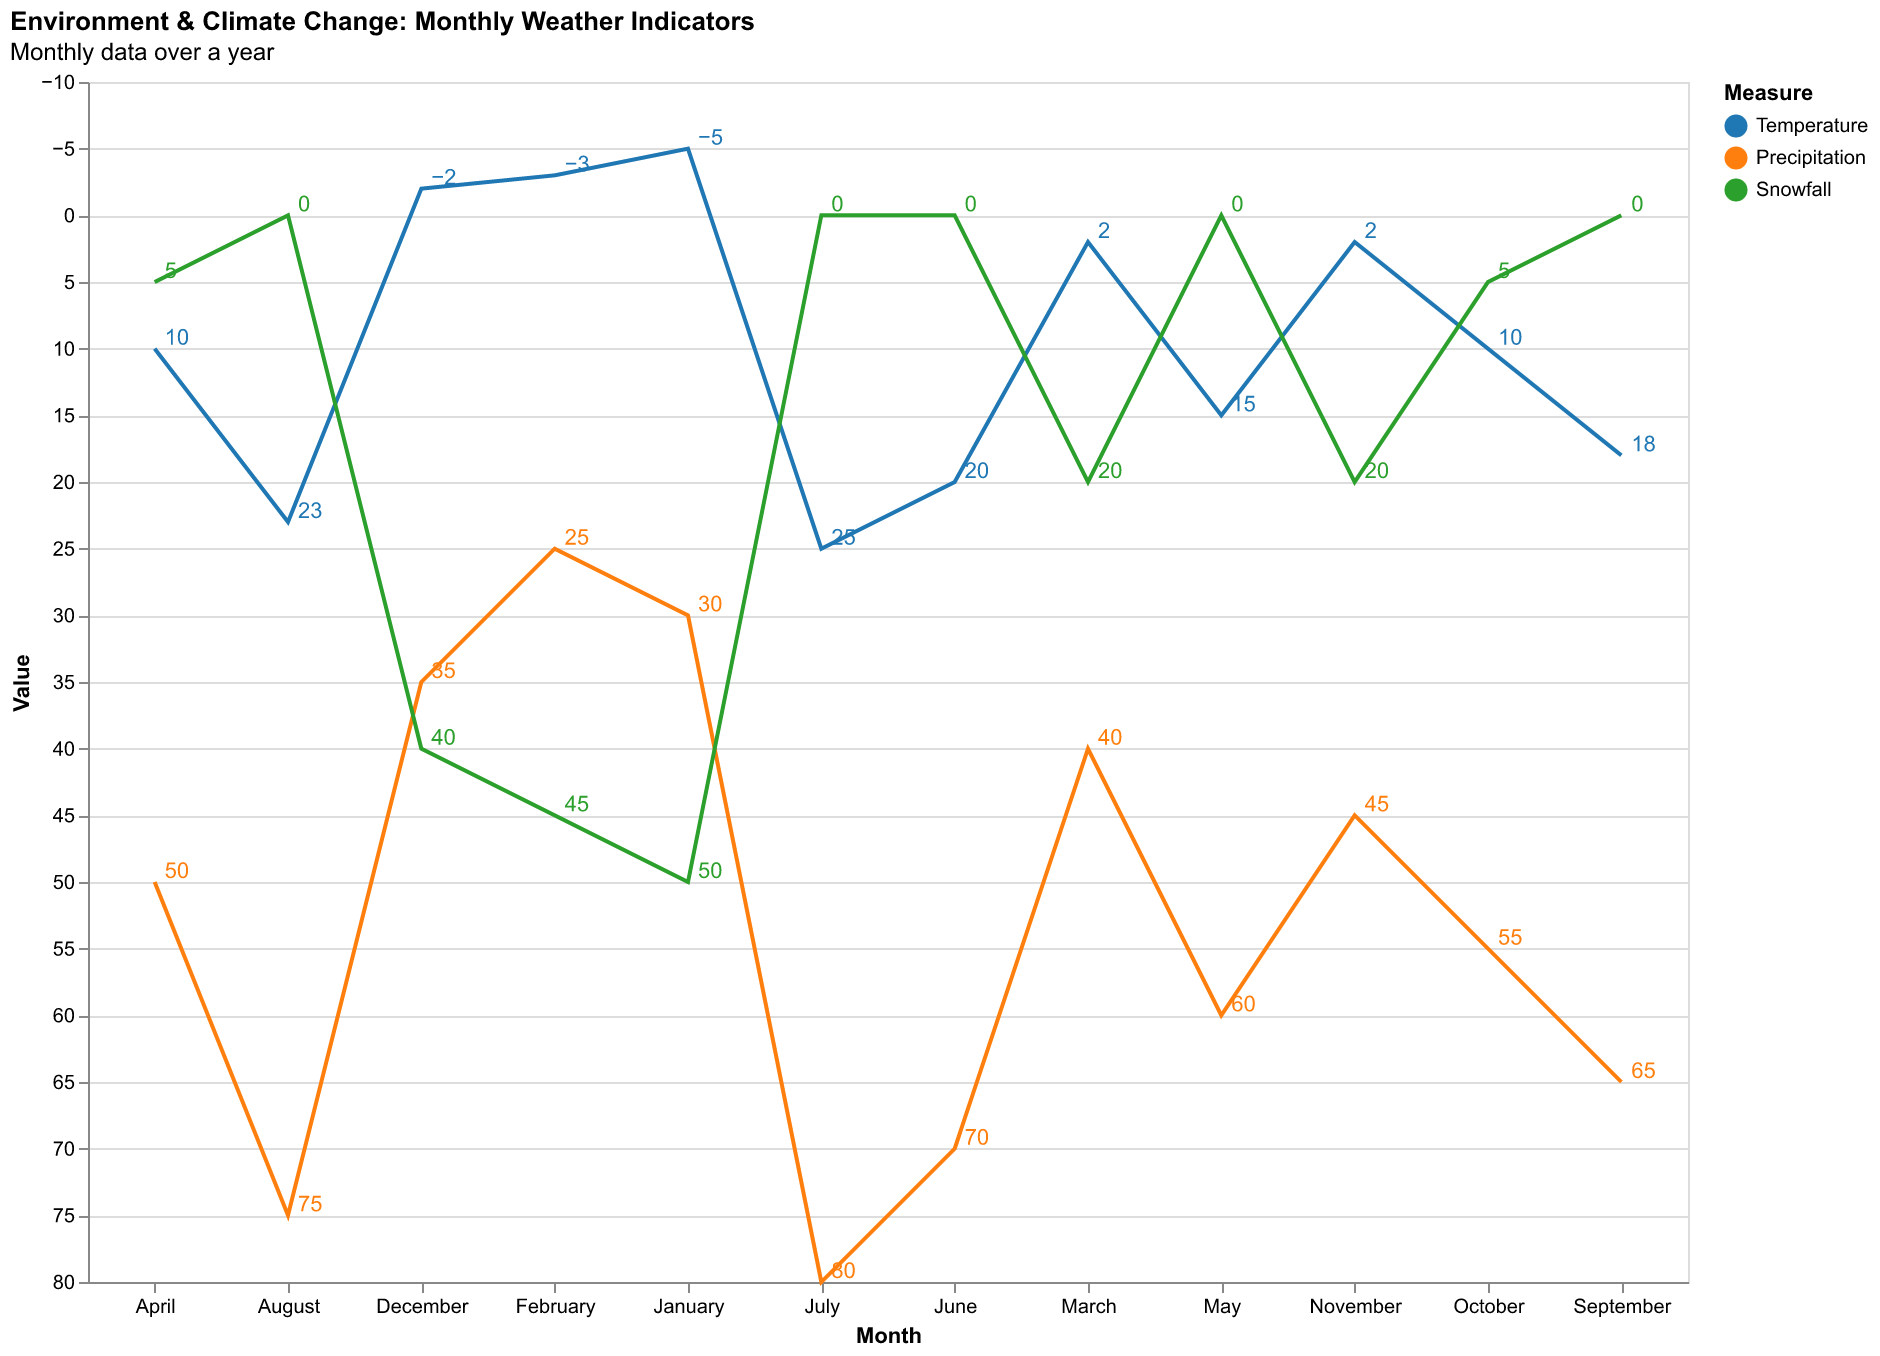 Environment & Climate Change: Monthly Weather Indicators
Monthly data over a year
Measure
Temperature
Precipitation
Snowfall
Value
−10
−5
0
5
10
15
20
25
30
35
40
45
50
55
60
65
70
75
80
−5
−3
−2
0
0
0
0
0
2
2
5
5
10
10
15
18
20
20
20
23
25
25
30
35
40
40
45
45
50
50
55
60
65
70
75
80
April
August
December
February
January
July
June
March
May
November
October
September
Month